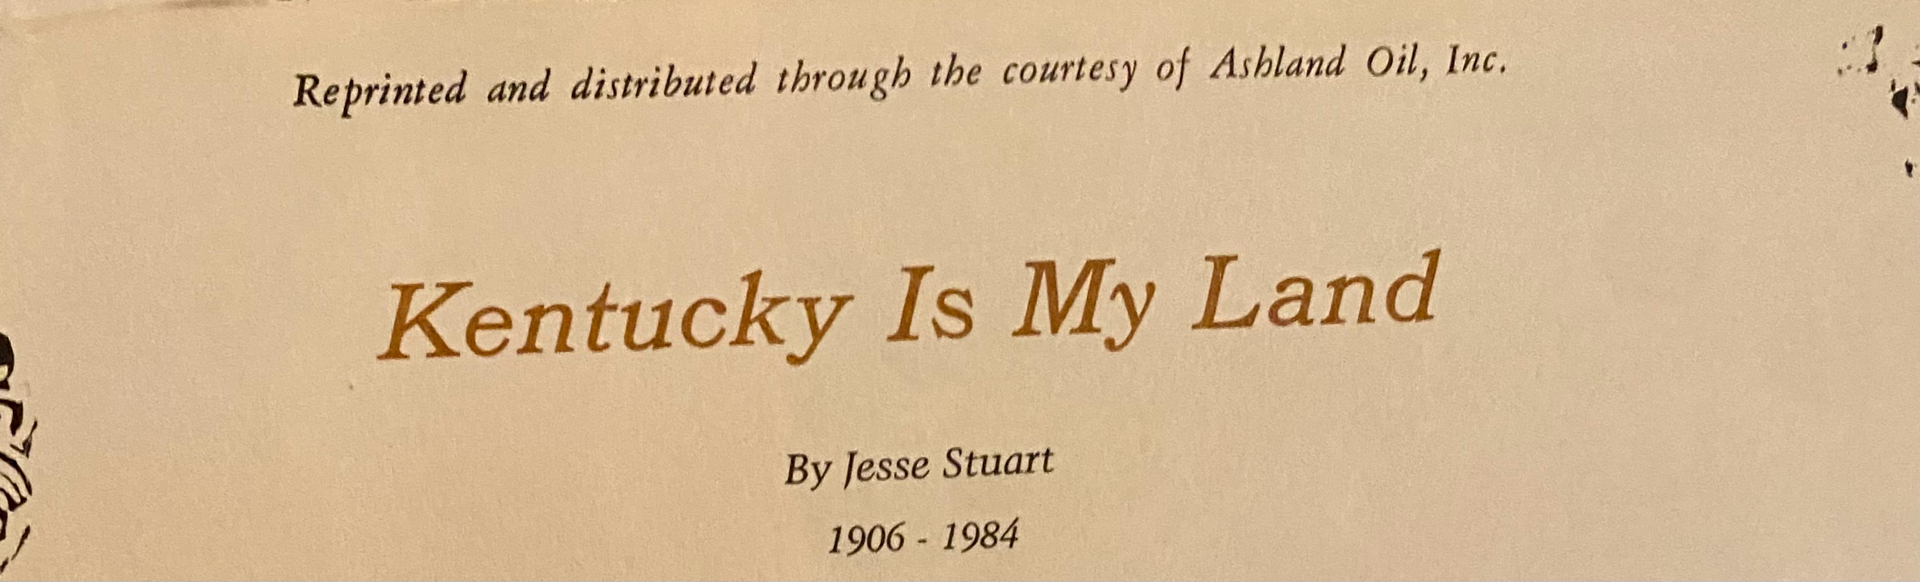 Reprinted and distributed through the courtesy of Ashland Oil, Inc.
Kentucky Is My Land
By Jesse Stuart
1906 - 1984